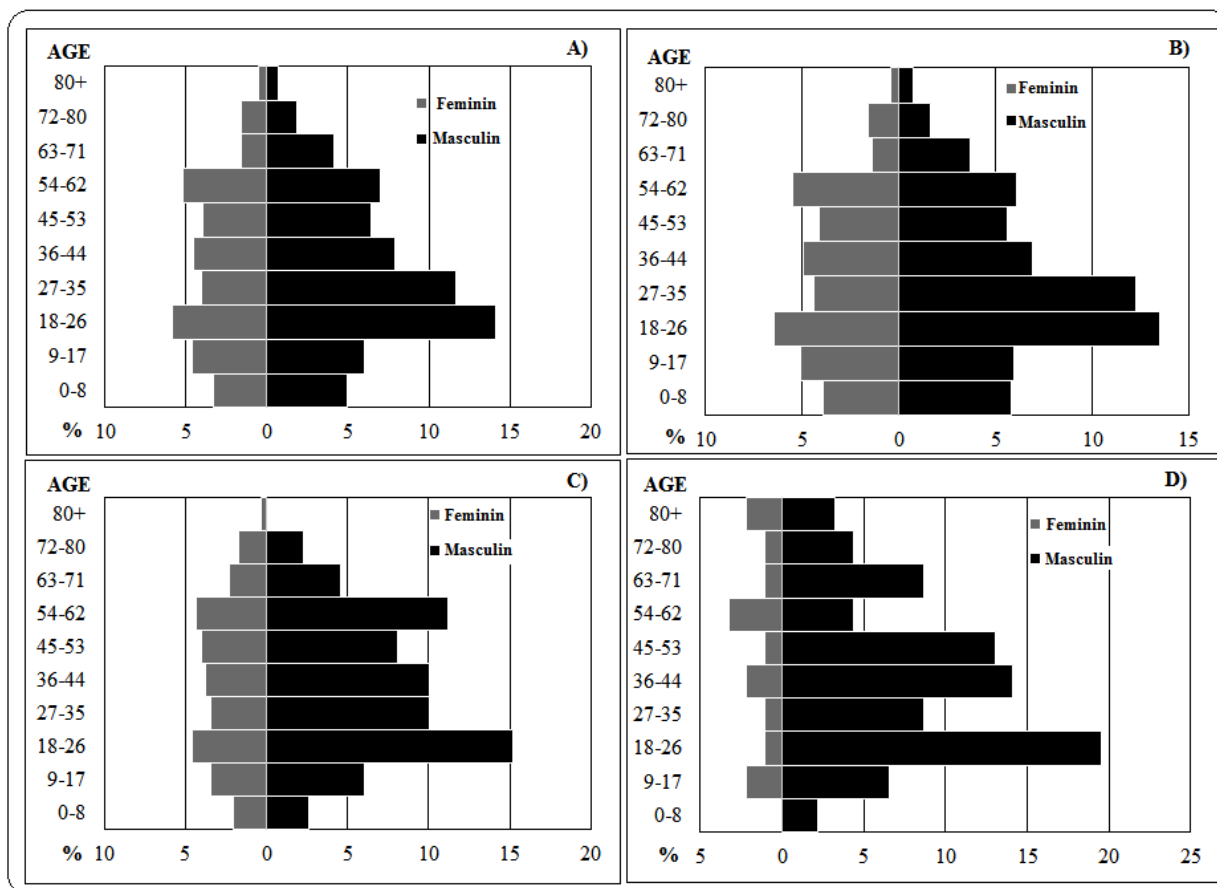 A)
AGE
80+
72-80
63-71
54-62
45-53
36-44
27-35
18-26
9-17
0-8
Feminin
Masculin
% 10 5 0 5 10 15 20
B)
AGE
80+
72-80
63-71
54-62
45-53
36-44
27-35
18-26
9-17
0-8
Feminin
Masculin
% 10 5 0 5 10 15
C)
AGE
80+
72-80
63-71
54-62
45-53
36-44
27-35
18-26
9-17
0-8
Feminin
Masculin
% 10 5 0 5 10 15 20
D)
AGE
80+
72-80
63-71
54-62
45-53
36-44
27-35
18-26
9-17
0-8
Feminin
Masculin
% 5 0 5 10 15 20 25